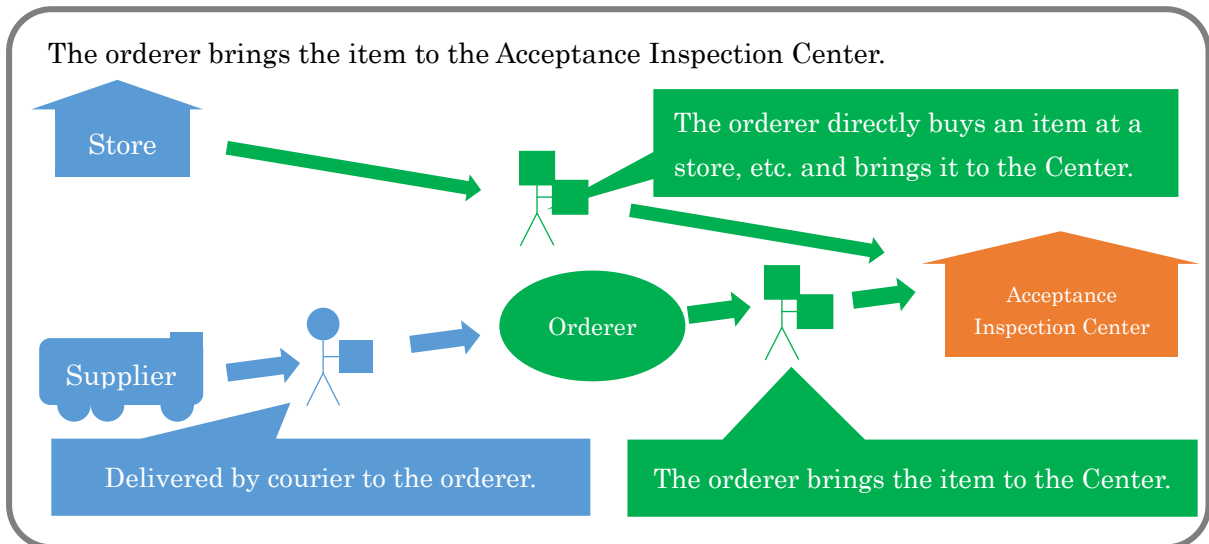 The orderer brings the item to the Acceptance Inspection Center.
Store
The orderer directly buys an item at a
store, etc. and brings it to the Center.
Acceptance
Inspection Center
Orderer
Supplier
Delivered by courier to the orderer.
The orderer brings the item to the Center.